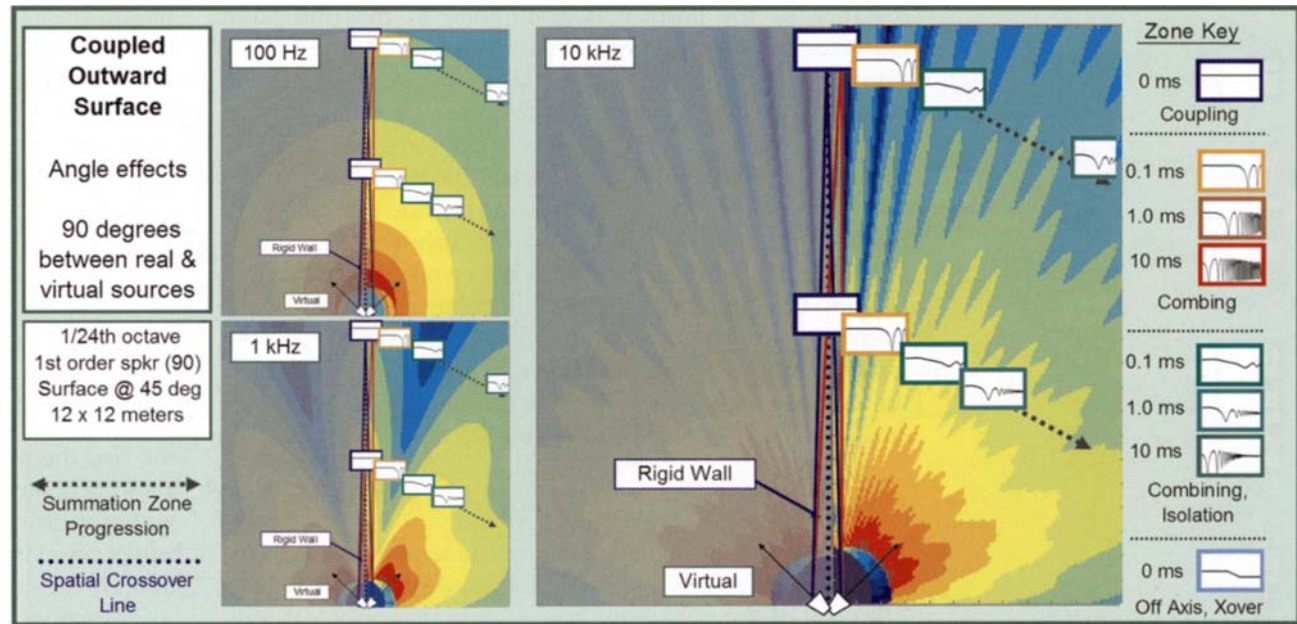 Coupled
Outward
Surface
Angle effects
90 degrees
between real &
virtual sources
1/24th octave
1st order spkr (90)
Surface @ 45 deg
12 x 12 meters
Summation Zone
Progression
Spatial Crossover
Line
100 Hz
Rigid Wall
Virtual
1 kHz
Rigid Wall
Virtual
10 kHz
Rigid Wall
Virtual
Zone Key
0 ms
Coupling
0.1 ms
1.0 ms
10 ms
Combing
0.1 ms
1.0 ms
10 ms
Combining,
Isolation
0 ms
Off Axis, Xover